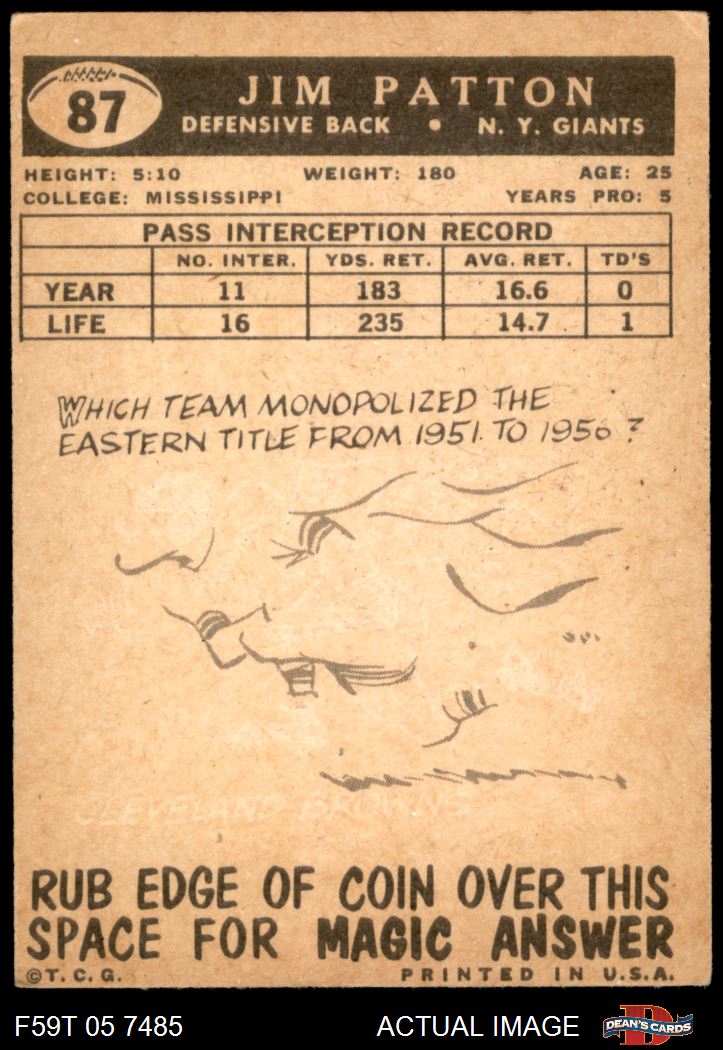 87
JIM PATTON
DEFENSIVE BACK • N. Y. GIANTS
HEIGHT: 5:10 WEIGHT: 180 AGE: 25
COLLEGE: MISSISSIPPI YEARS PRO: 5
PASS INTERCEPTION RECORD
NO. INTER. YDS. RET. AVG. RET. TD'S
YEAR 11 183 16.6 0
LIFE 16 235 14.7 1
WHICH TEAM MONOPOLIZED THE
EASTERN TITLE FROM 1951 TO 1956 ?
CLEVELAND BROWNS
RUB EDGE OF COIN OVER THIS
SPACE FOR MAGIC ANSWER
©T. C. G. PRINTED IN U.S.A.
F59T 05 7485 ACTUAL IMAGE D DEAN'S CARDS